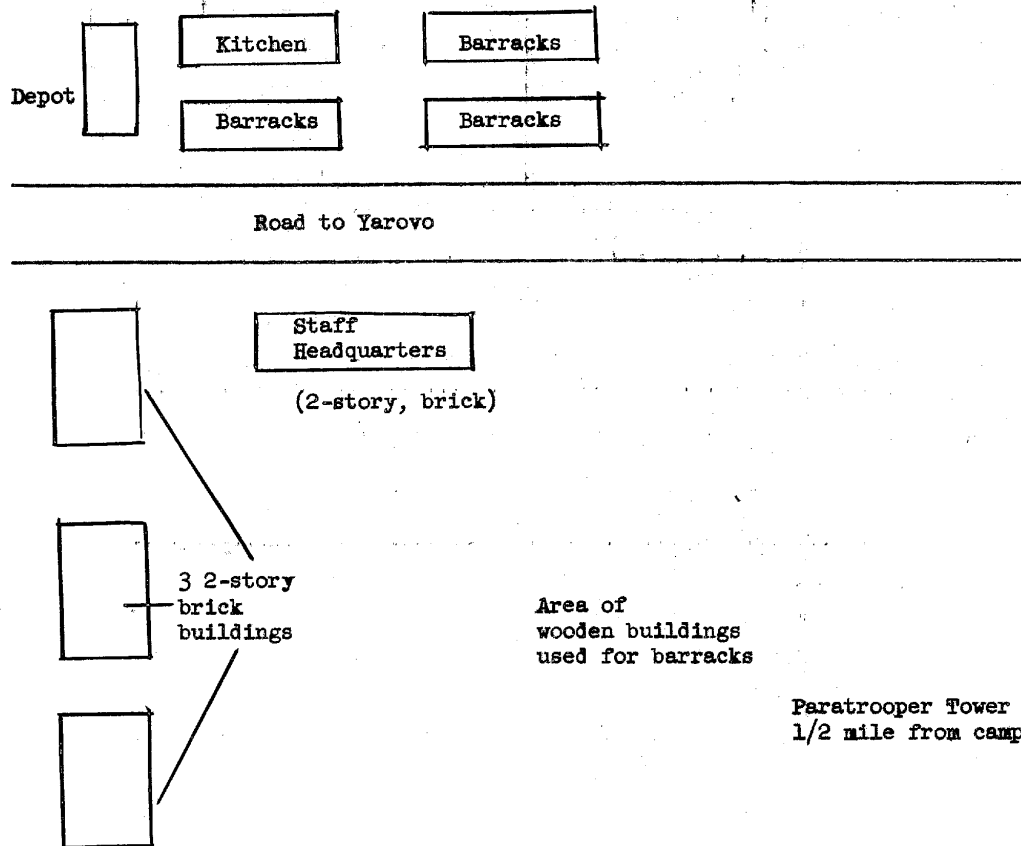 Kitchen
Barracks
Depot
Barracks
Barracks
Road to Yarovo
Staff
Headquarters
(2-story, brick)
3 2-story
brick
buildings
Area of
wooden buildings
used for barracks
Paratrooper Tower
1/2 mile from camp